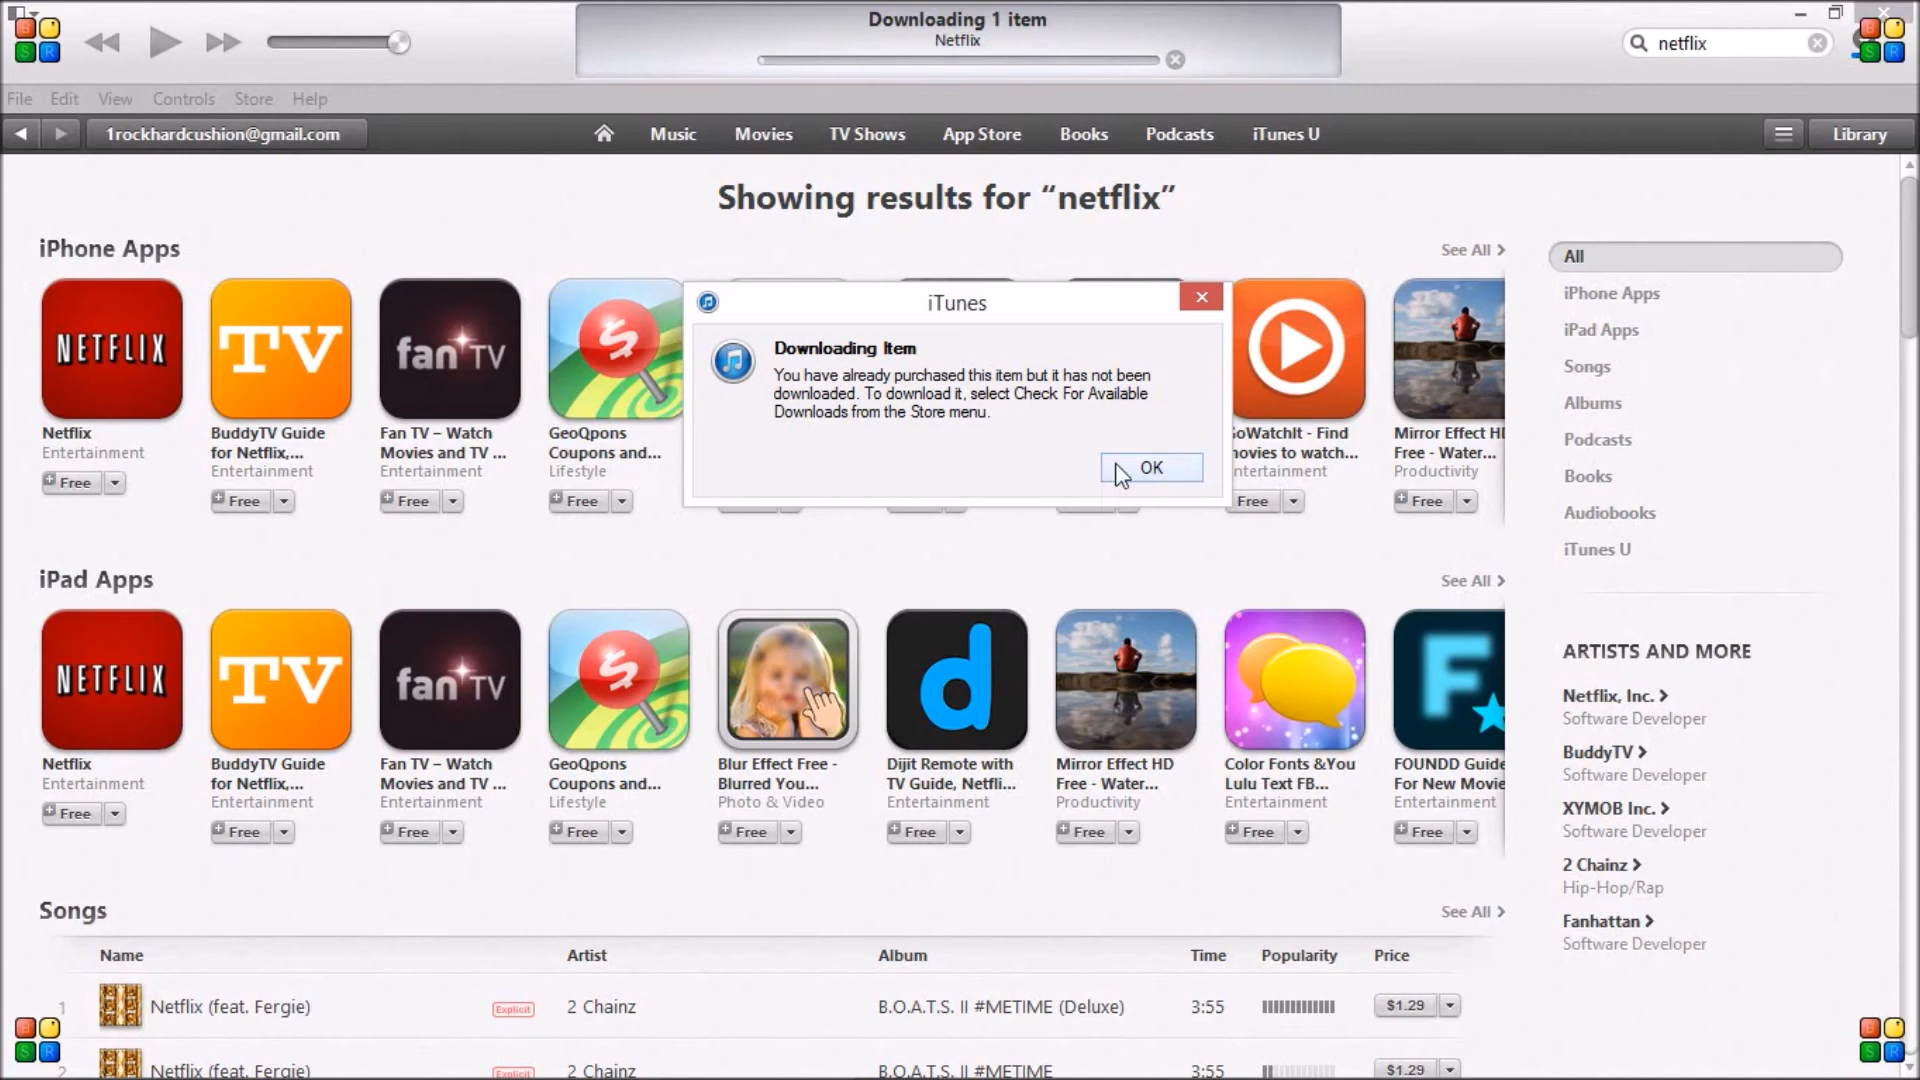 Downloading 1 item
Netflix
netflix
File Edit View Controls Store Help
1rockhardcushion@gmail.com Music Movies TV Shows App Store Books Podcasts iTunes U Library
Showing results for “netflix”
iPhone Apps See All
NETFLIX TV fan TV
Netflix
Entertainment
Free
BuddyTV Guide
for Netflix,...
Entertainment
Free
Fan TV – Watch
Movies and TV ...
Entertainment
Free
GeoQpons
Coupons and...
Lifestyle
Free
iTunes
Downloading Item
You have already purchased this item but it has not been
downloaded. To download it, select Check For Available
Downloads from the Store menu.
OK
GoWatchIt - Find
movies to watch...
ntertainment
Free
Mirror Effect HD
Free - Water...
Productivity
Free
iPad Apps See All
NETFLIX TV fan TV d F
Netflix
Entertainment
Free
BuddyTV Guide
for Netflix,...
Entertainment
Free
Fan TV – Watch
Movies and TV ...
Entertainment
Free
GeoQpons
Coupons and...
Lifestyle
Free
Blur Effect Free -
Blurred You...
Photo & Video
Free
Dijit Remote with
TV Guide, Netfli...
Entertainment
Free
Mirror Effect HD
Free - Water...
Productivity
Free
Color Fonts &You
Lulu Text FB...
Entertainment
Free
FOUNDD Guide
For New Movie
Entertainment
Free
Songs See All
Name Artist Album Time Popularity Price
1 Netflix (feat. Fergie) Explicit 2 Chainz B.O.A.T.S. II #METIME (Deluxe) 3:55 $1.29
2 Netflix (feat. Fergie) Explicit 2 Chainz B.O.A.T.S. II #METIME 3:55 $1.29
All
iPhone Apps
iPad Apps
Songs
Albums
Podcasts
Books
Audiobooks
iTunes U
ARTISTS AND MORE
Netflix, Inc.
Software Developer
BuddyTV
Software Developer
XYMOB Inc.
Software Developer
2 Chainz
Hip-Hop/Rap
Fanhattan
Software Developer